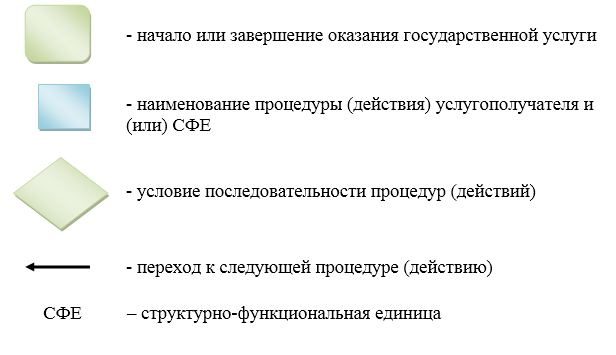 - начало или завершение оказания государственной услуги
- наименование процедуры (действия) услугополучателя и
(или) СФЕ
- условие последовательности процедур (действий)
- переход к следующей процедуре (действию)
СФЕ – структурно-функциональная единица